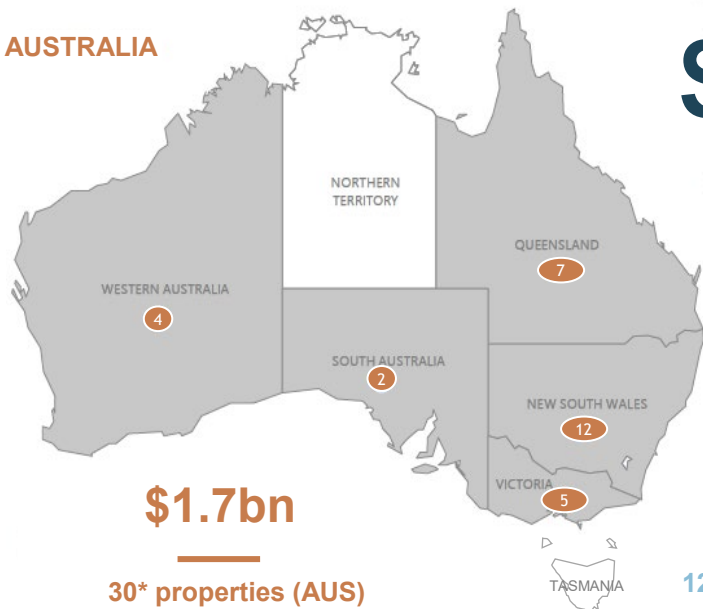 AUSTRALIA
S
NORTHERN
TERRITORY
QUEENSLAND
7
WESTERN AUSTRALIA
4
SOUTH AUSTRALIA
2
NEW SOUTH WALES
12
VICTORIA
5
$1.7bn
TASMANIA
12
30* properties (AUS)